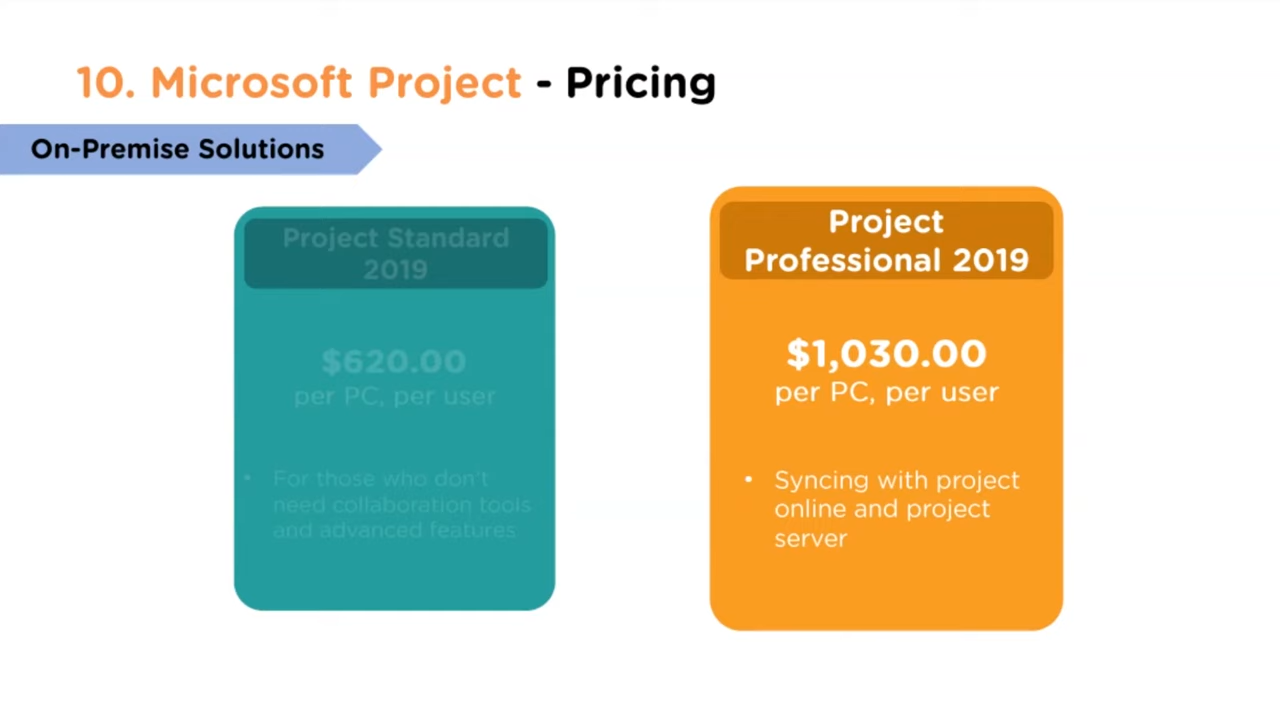 10. Microsoft Project - Pricing
On-Premise Solutions
Project Standard
2019
$620.00
per PC, per user
• For those who don't
need collaboration tools
and advanced features
Project
Professional 2019
$1,030.00
per PC, per user
• Syncing with project
online and project
server